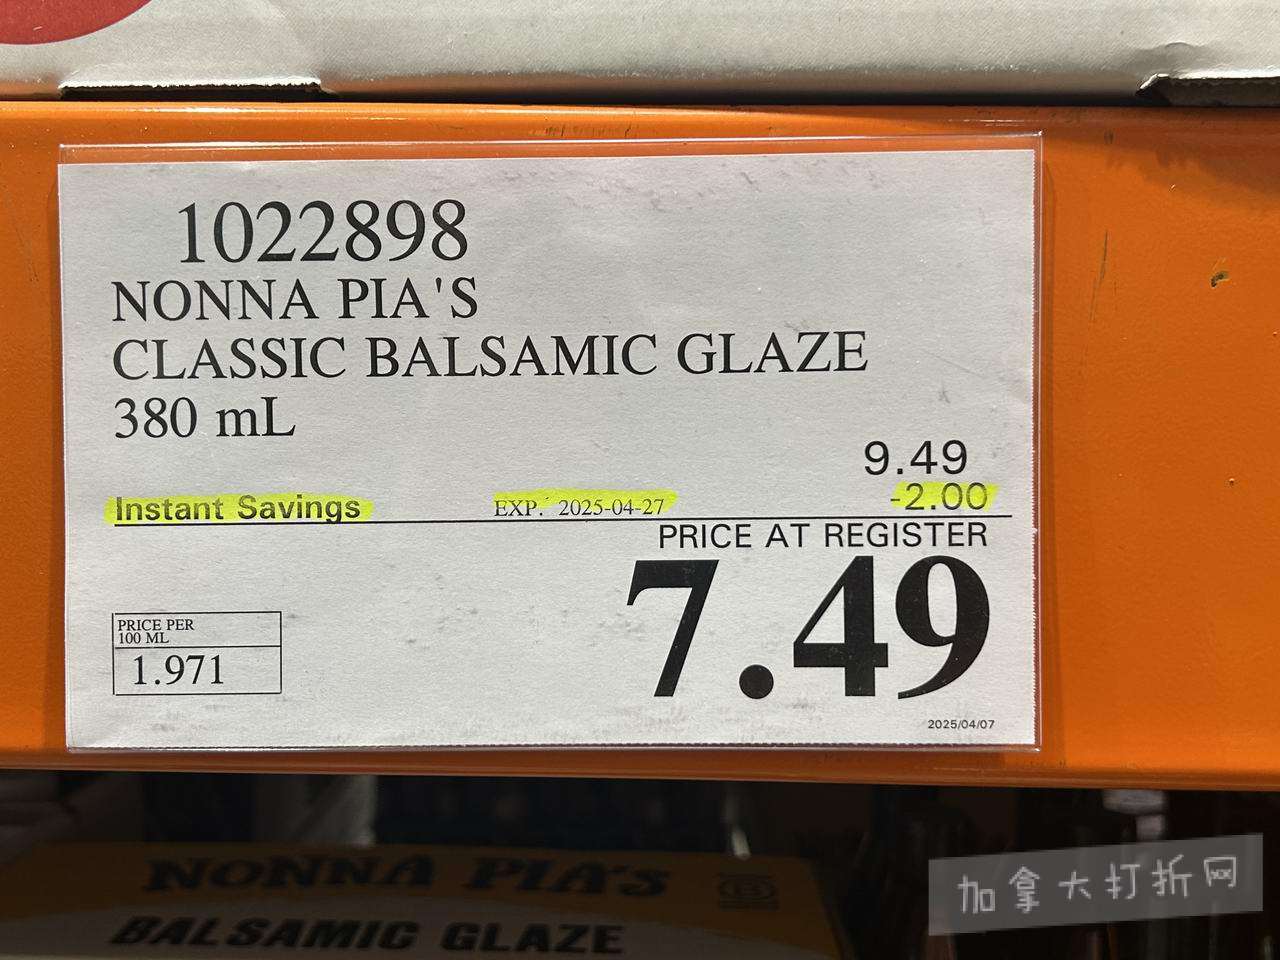 1022898
NONNA PIA'S
CLASSIC BALSAMIC GLAZE
380 mL
9.49
Instant Savings EXP. 2025-04-27 -2.00
PRICE AT REGISTER
7.49
PRICE PER
100 ML
1.971
2025/04/07
NONNA PIA'S
BALSAMIC GLAZE
加拿大打折网